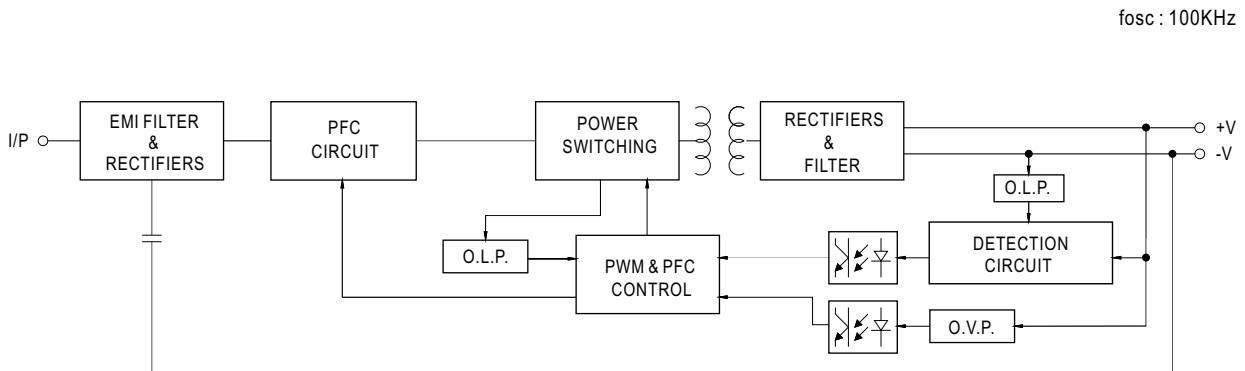 fosc : 100KHz
I/P
EMI FILTER
&
RECTIFIERS
PFC
CIRCUIT
POWER
SWITCHING
RECTIFIERS
&
FILTER
+V
-V
O.L.P.
O.L.P.
PWM & PFC
CONTROL
DETECTION
CIRCUIT
O.V.P.